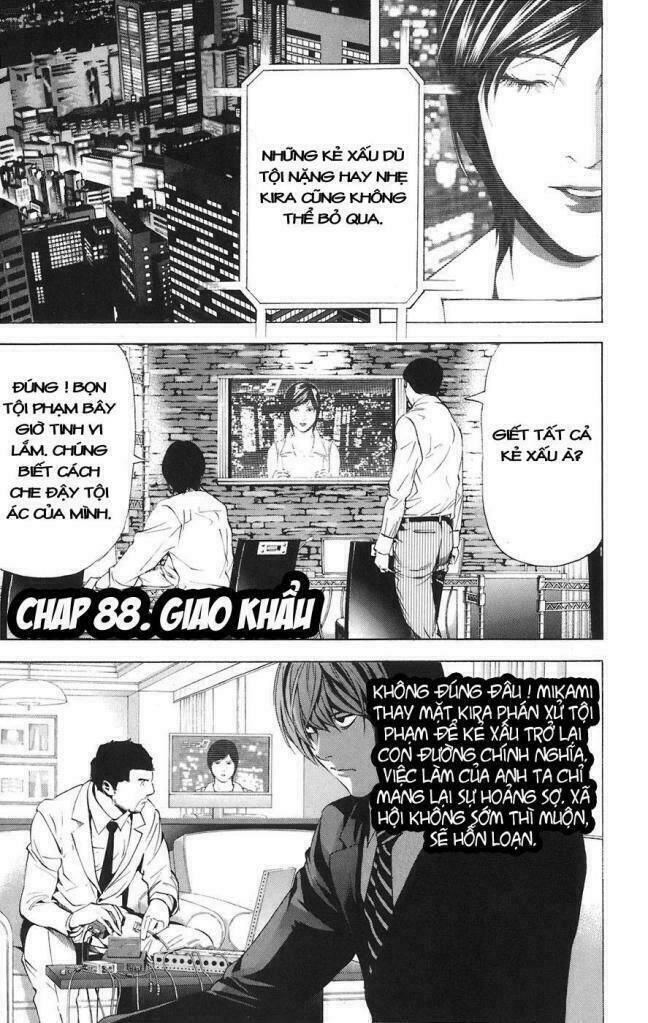 NHỮNG KẺ XẤU DÙ
TỘI NẶNG HAY NHẸ
KIRA CŨNG KHÔNG
THỂ BỎ QUA.
GIẾT TẤT CẢ
KẺ XẤU À?
ĐÚNG ! BỌN
TỘI PHẠM BÂY
GIỜ TINH VI
LẮM. CHÚNG
BIẾT CÁCH
CHE ĐẬY TỘI
ÁC CỦA MÌNH.
CHAP 88. GIAO KHẨU
KHÔNG ĐÚNG ĐÂU ! MIKAMI
THAY MẶT KIRA PHÁN XỬ TỘI
PHẠM ĐỂ KẺ XẤU TRỞ LẠI
CON ĐƯỜNG CHÍNH NGHĨA.
VIỆC LÀM CỦA ANH TA CHỈ
MANG LẠI SỰ HOẢNG SỢ, XÃ
HỘI KHÔNG SỚM THÌ MUỘN,
SẼ HỖN LOẠN.